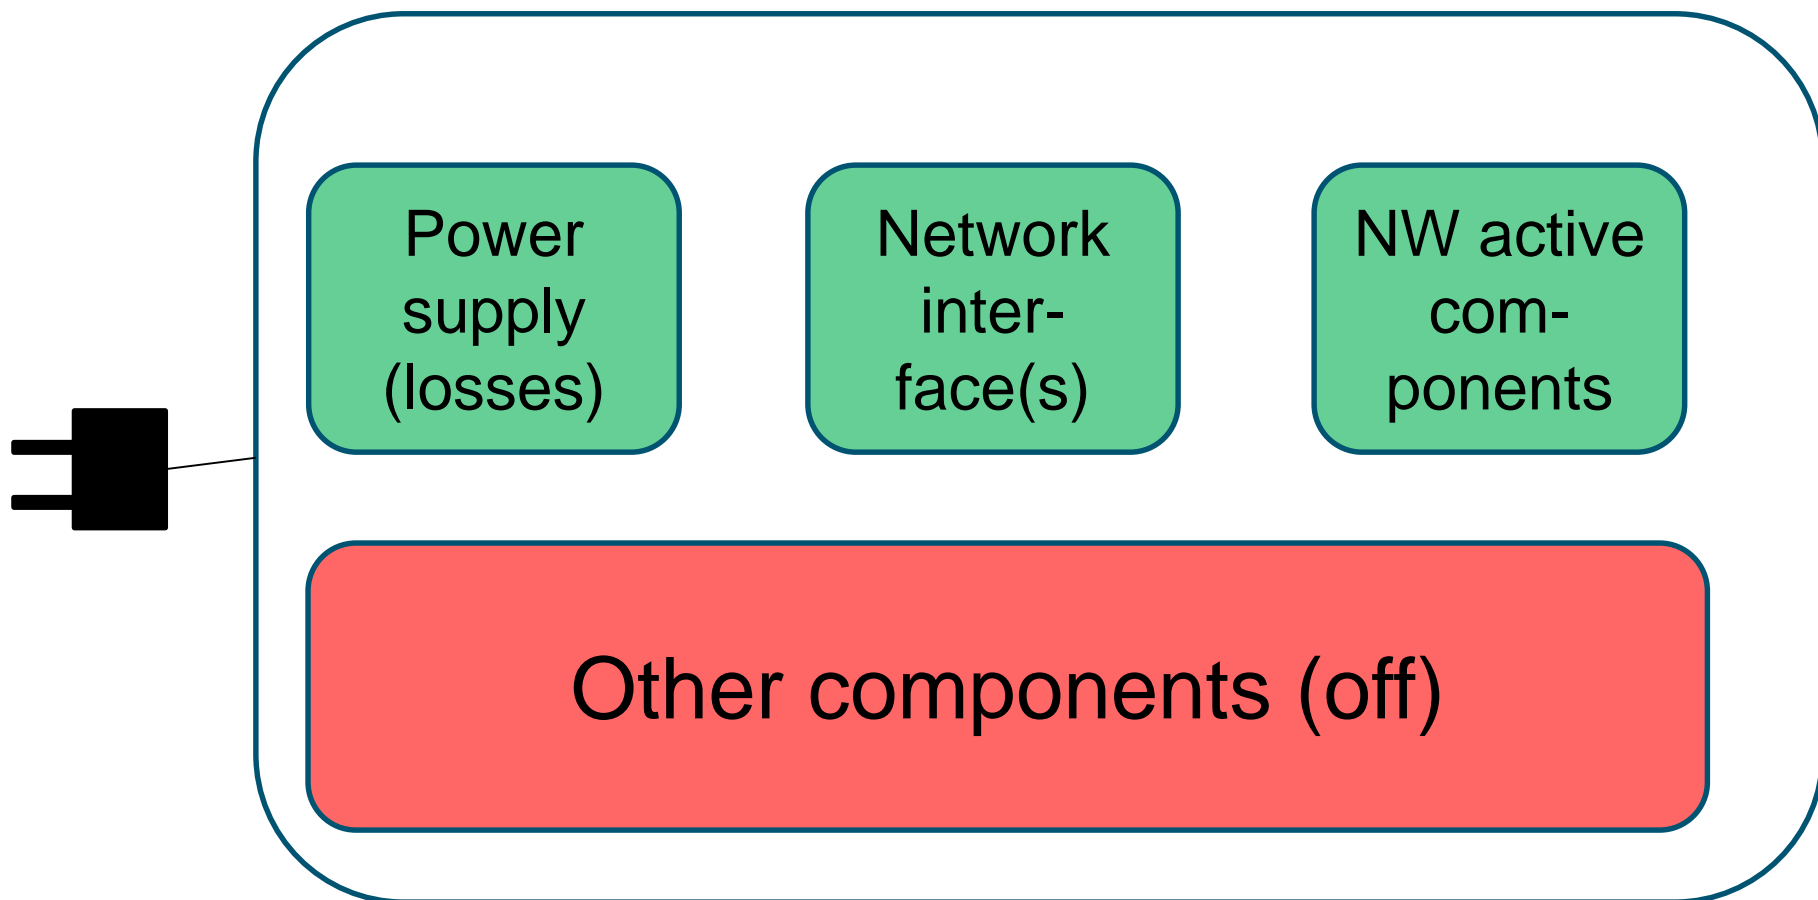 Power
supply
(losses)
Network
inter-
face(s)
NW active
com-
ponents
Other components (off)